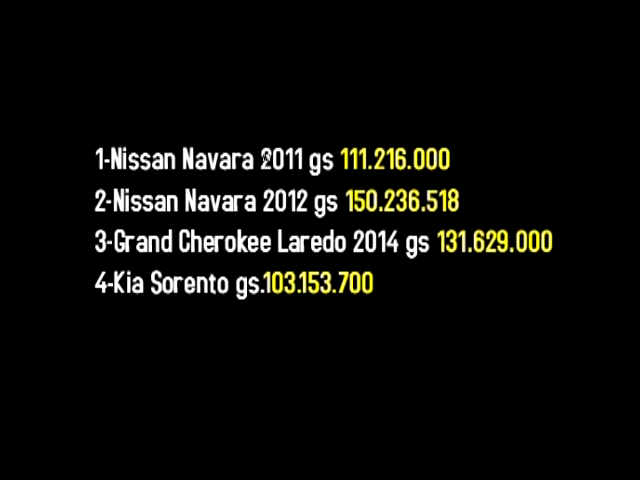 1-Nissan Navara 2011 gs 111.216.000
2-Nissan Navara 2012 gs 150.236.518
3-Grand Cherokee Laredo 2014 gs 131.629.000
4-Kia Sorento gs.103.153.700